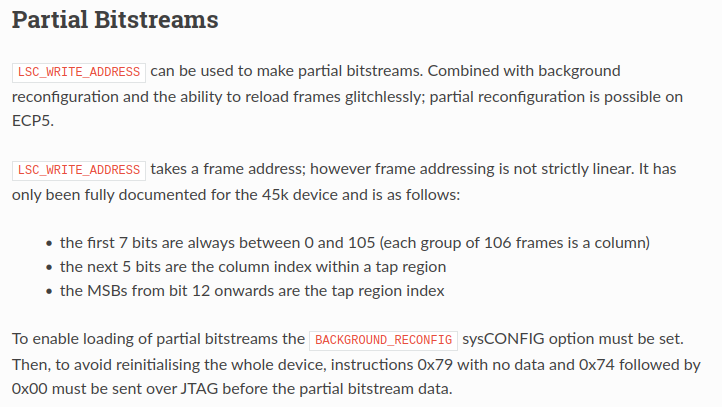 Partial Bitstreams
LSC_WRITE_ADDRESS can be used to make partial bitstreams. Combined with background
reconfiguration and the ability to reload frames glitchlessly; partial reconfiguration is possible on
ECP5.
LSC_WRITE_ADDRESS takes a frame address; however frame addressing is not strictly linear. It has
only been fully documented for the 45k device and is as follows:
• the first 7 bits are always between 0 and 105 (each group of 106 frames is a column)
• the next 5 bits are the column index within a tap region
• the MSBs from bit 12 onwards are the tap region index
To enable loading of partial bitstreams the BACKGROUND_RECONFIG sysCONFIG option must be set.
Then, to avoid reinitialising the whole device, instructions 0x79 with no data and 0x74 followed by
0x00 must be sent over JTAG before the partial bitstream data.